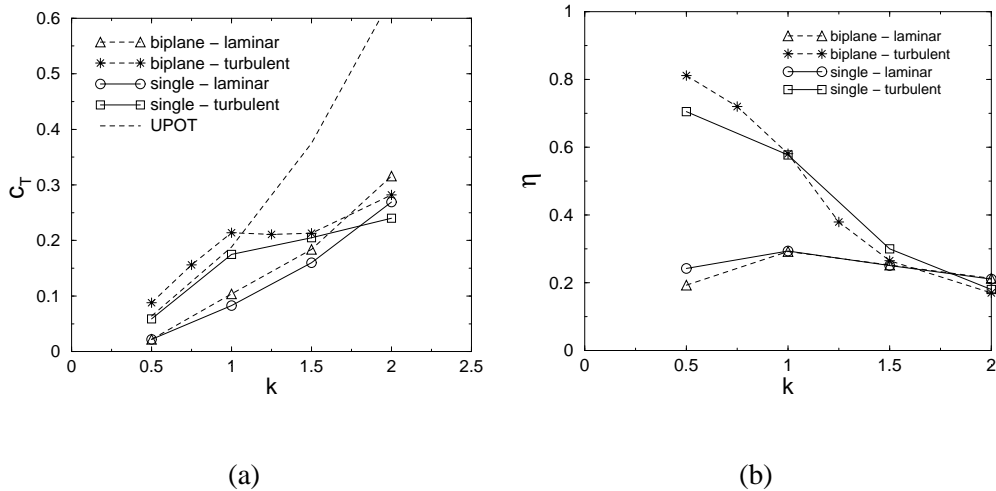 0.6
0.5
0.4
0.3
0.2
0.1
0
c_T
biplane − laminar
biplane − turbulent
single − laminar
single − turbulent
UPOT
0 0.5 1 1.5 2 2.5
k
(a)
1
0.8
0.6
0.4
0.2
0
η
biplane − laminar
biplane − turbulent
single − laminar
single − turbulent
0 0.5 1 1.5 2
k
(b)